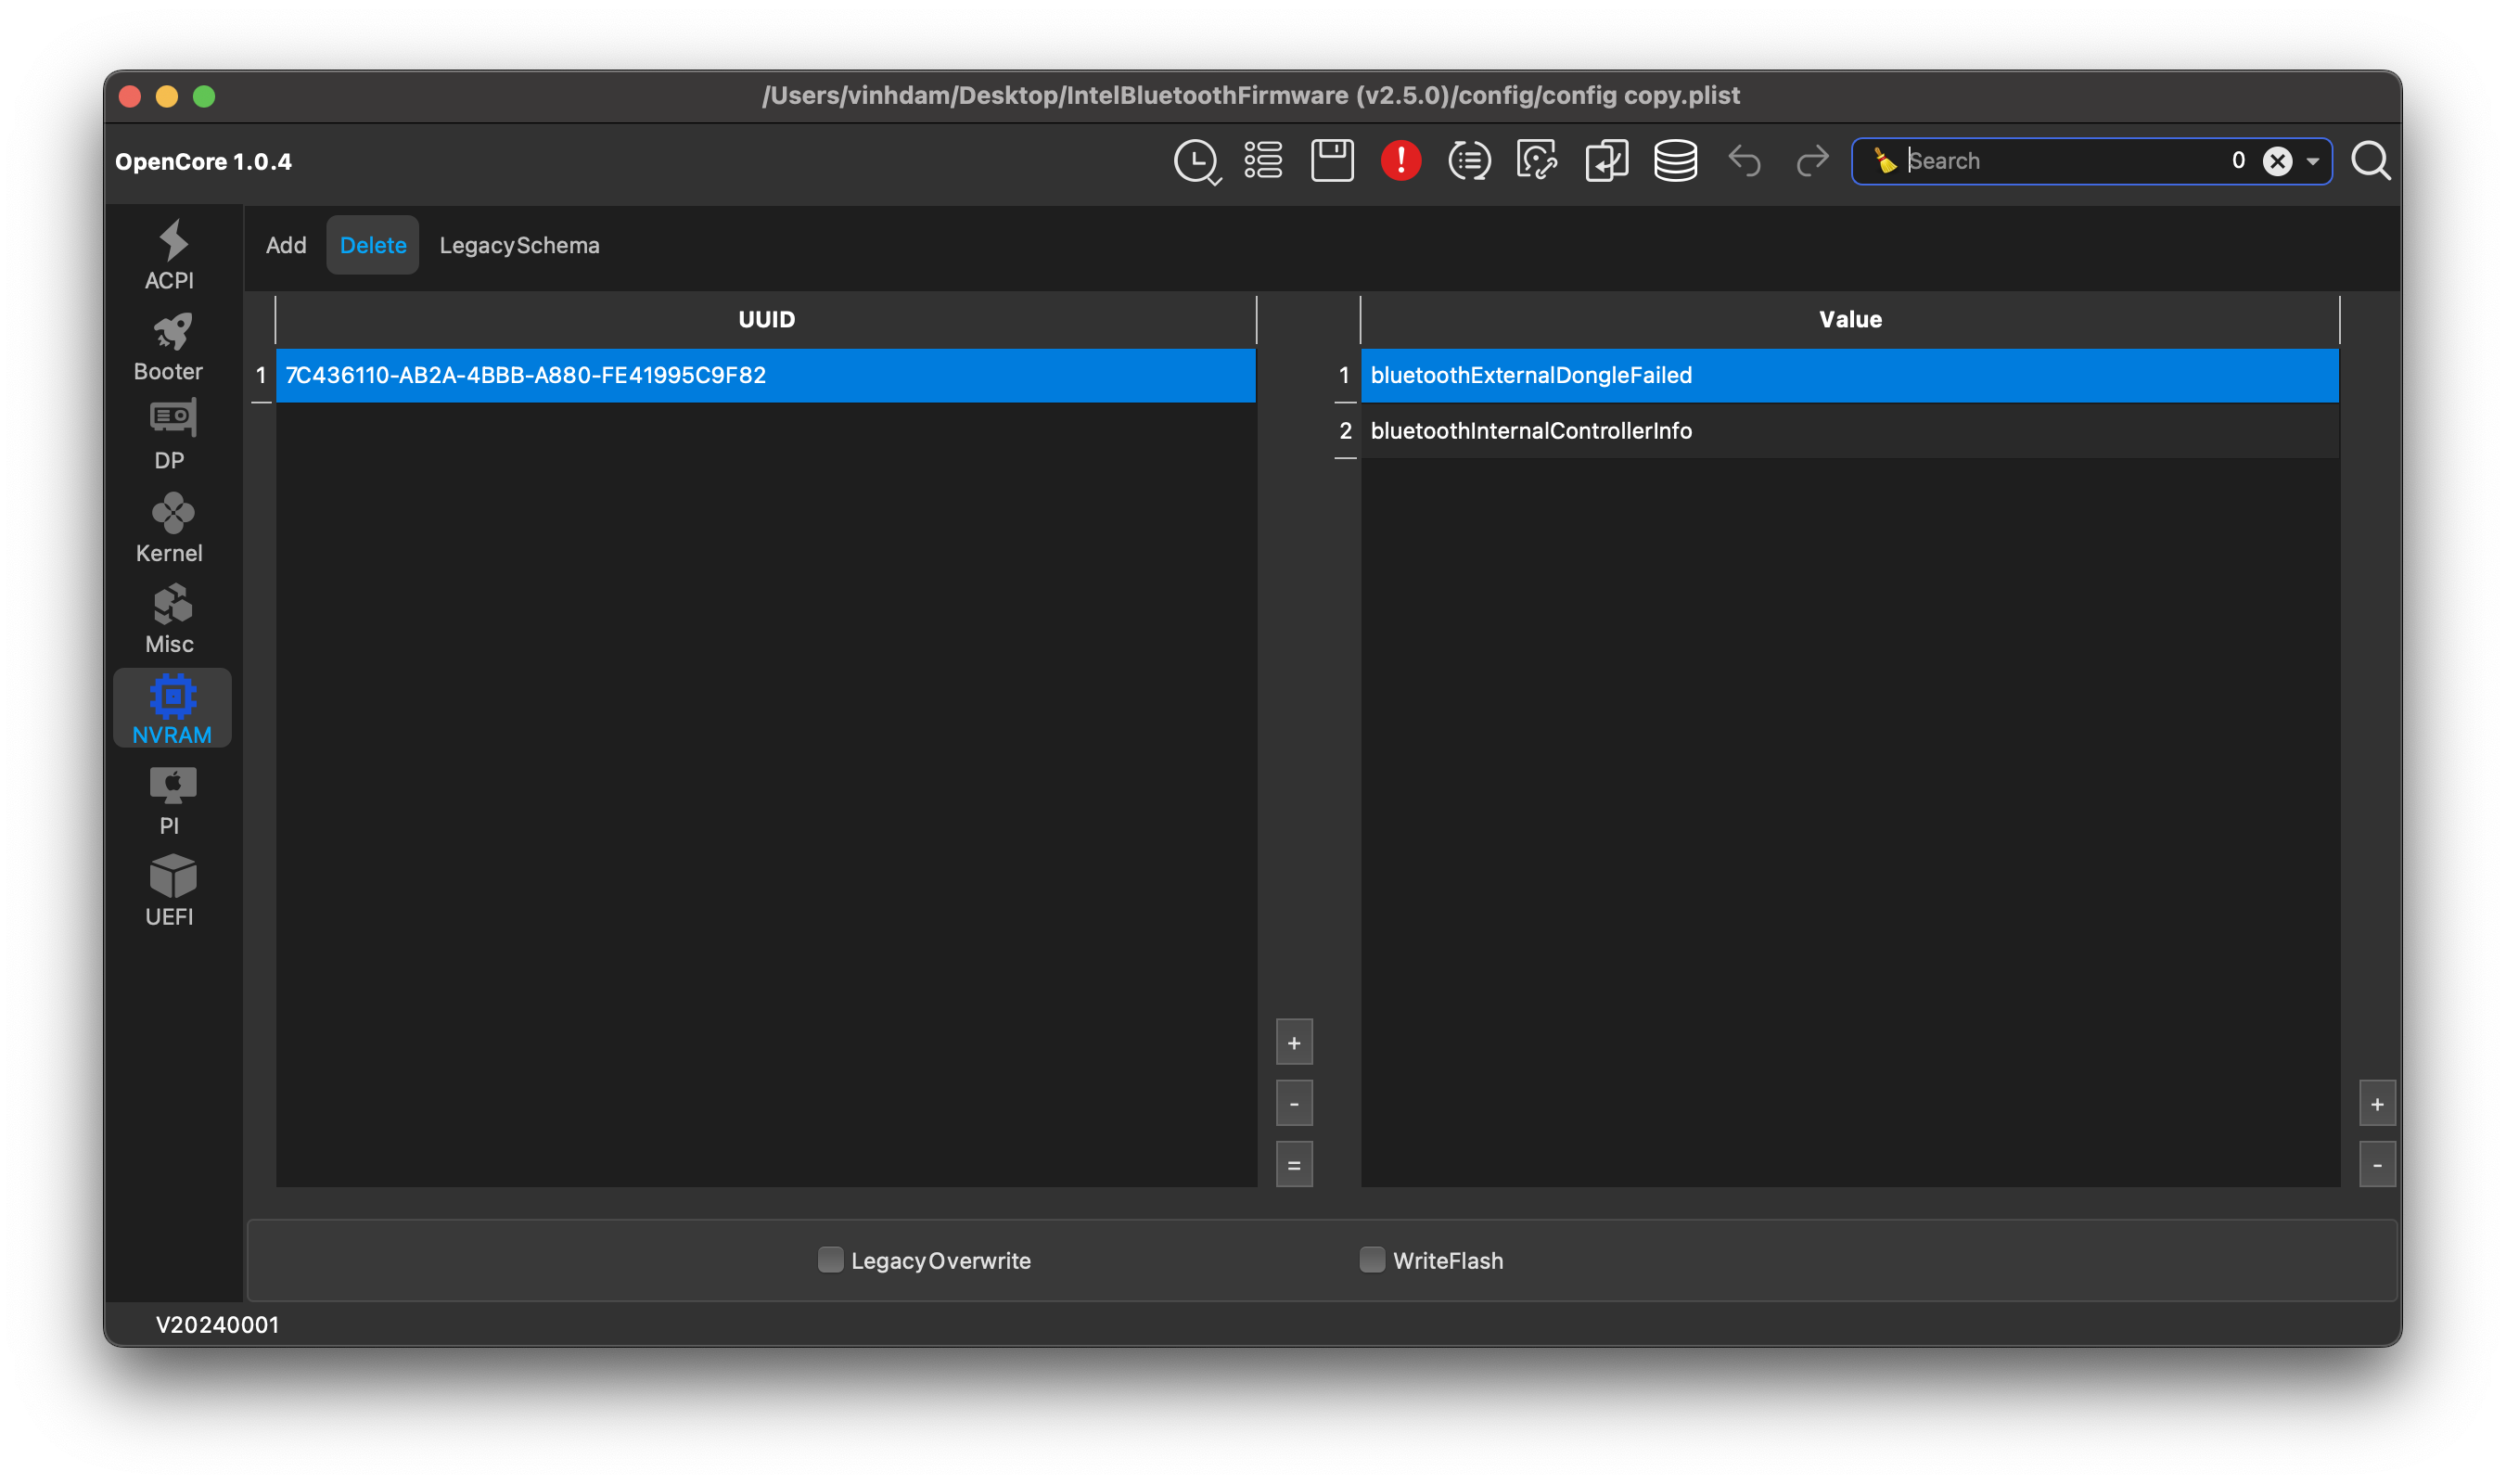 /Users/vinhdam/Desktop/IntelBluetoothFirmware (v2.5.0)/config/config copy.plist
OpenCore 1.0.4
Search
0
ACPI
Booter
DP
Kernel
Misc
NVRAM
PI
UEFI
Add Delete LegacySchema
UUID
1 7C436110-AB2A-4BBB-A880-FE41995C9F82
Value
1 bluetoothExternalDongleFailed
2 bluetoothInternalControllerInfo
+
-
=
+
-
LegacyOverwrite
WriteFlash
V20240001